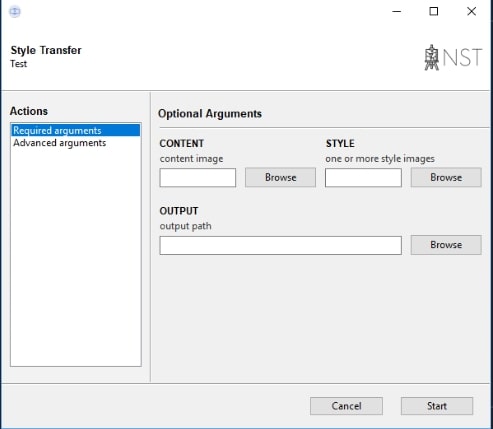 Style Transfer
Test
NST
Actions
Required arguments
Advanced arguments
Optional Arguments
CONTENT
content image
Browse
STYLE
one or more style images
Browse
OUTPUT
output path
Browse
Cancel
Start